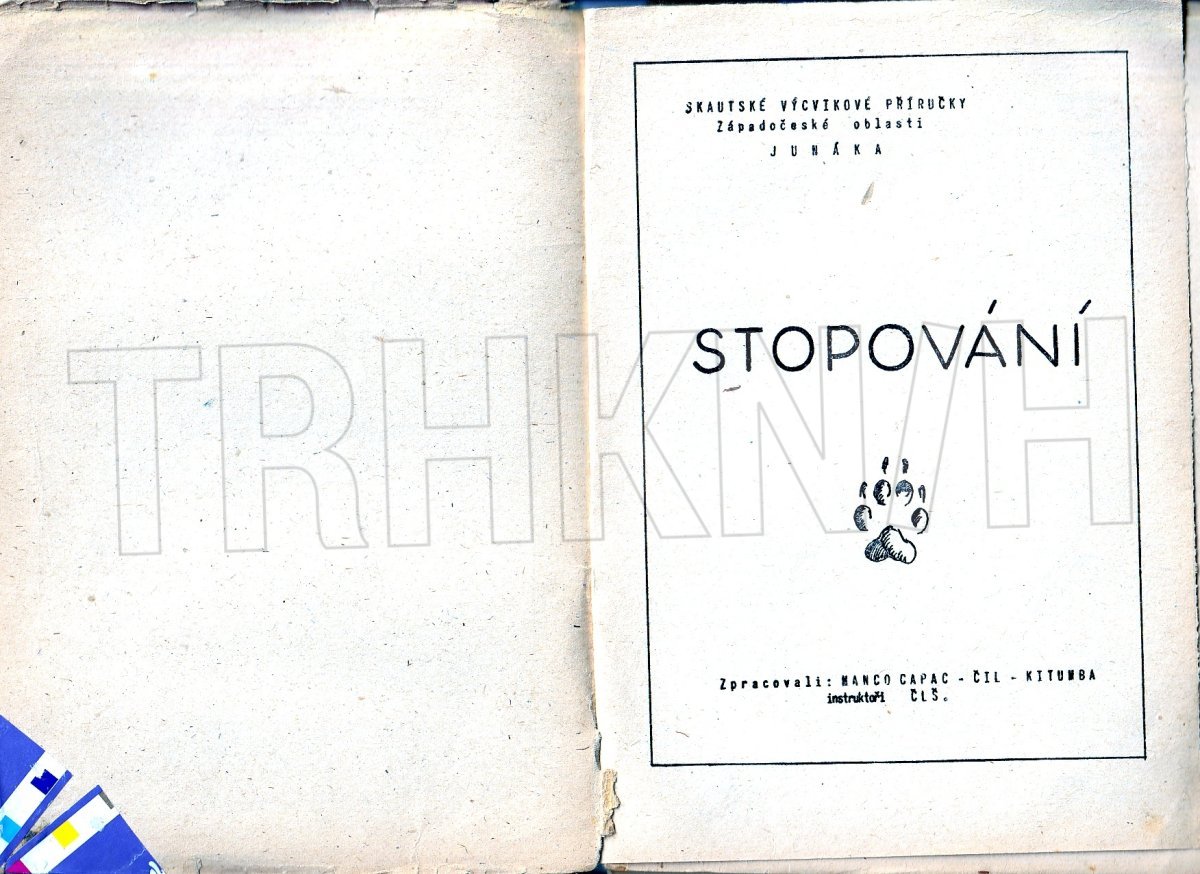 SKAUTSKÉ VÝCVIKOVÉ PŘÍRUČKY
Západočeské oblasti
JUNÁKA
STOPOVÁNÍ
TRHKNIH
Zpracovali: MANCO CAPAC - ČIL - KITUMBA
instruktoři ČLŠ.